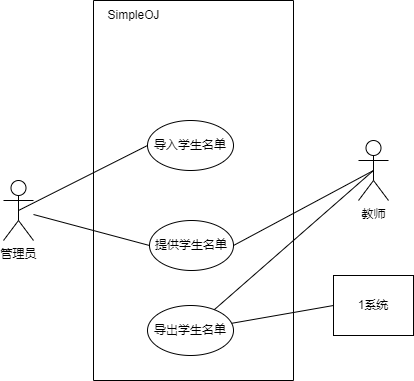 SimpleOJ
导入学生名单
管理员
提供学生名单
教师
导出学生名单
1系统